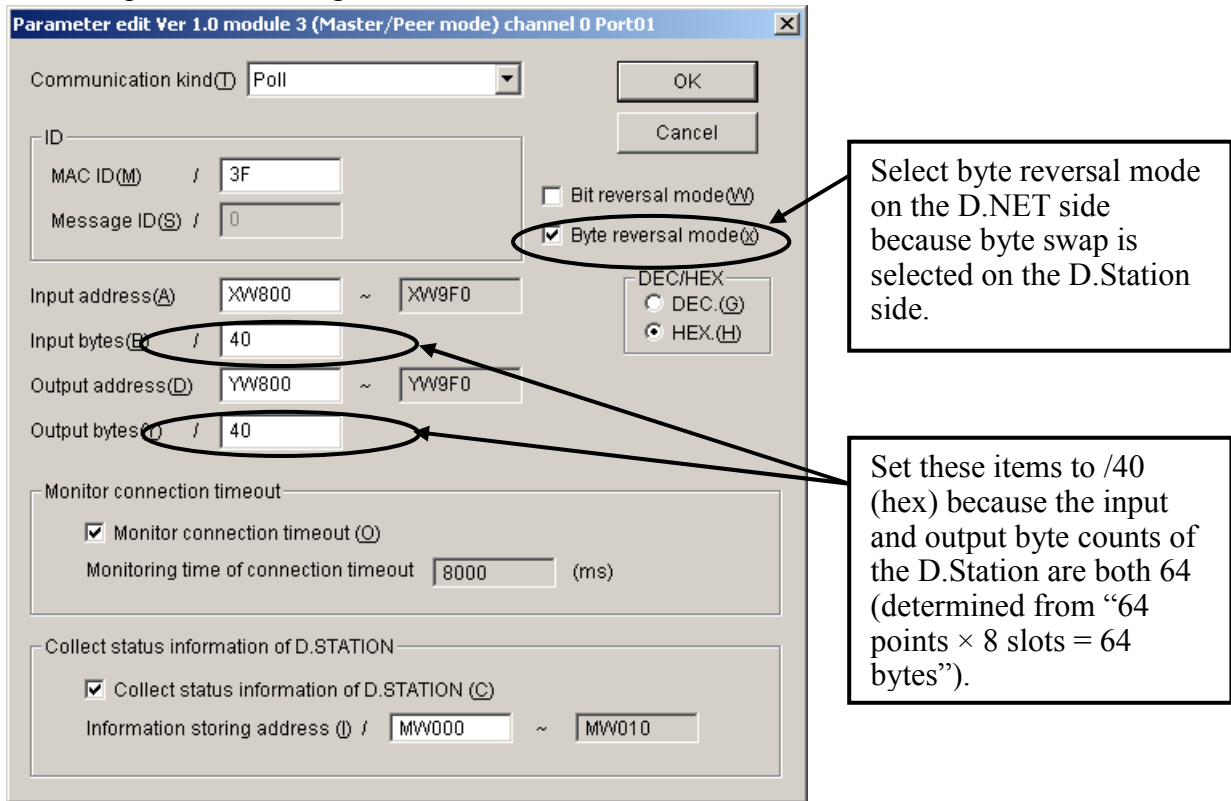 Parameter edit Ver 1.0 module 3 (Master/Peer mode) channel 0 Port01
Communication kind(T) Poll
OK
Cancel
ID
MAC ID(M) / 3F
Message ID(S) / 0
Bit reversal mode(W)
Byte reversal mode(x)
Input address(A) XW800 ~ XW9F0
Input bytes(B) / 40
Output address(D) YW800 ~ YW9F0
Output bytes(Y) / 40
DEC/HEX
DEC.(G)
HEX.(H)
Monitor connection timeout
Monitor connection timeout (O)
Monitoring time of connection timeout 8000 (ms)
Collect status information of D.STATION
Collect status information of D.STATION (C)
Information storing address (I) / MW000 ~ MW010
Select byte reversal mode
on the D.NET side
because byte swap is
selected on the D.Station
side.
Set these items to /40
(hex) because the input
and output byte counts of
the D.Station are both 64
(determined from “64
points × 8 slots = 64
bytes”).